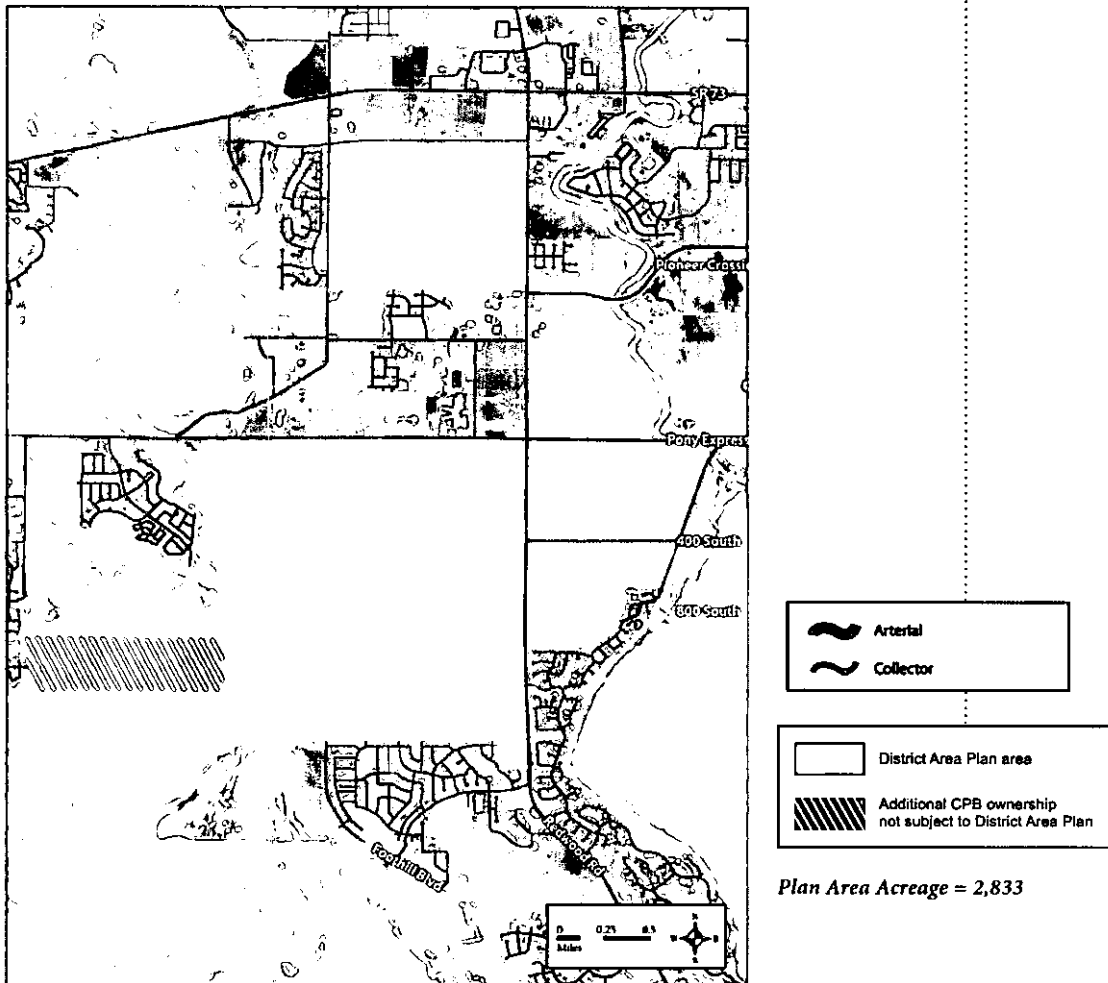 SR73
Pioneer Crossi
Pony Express
400 South
800 South
Foothill Blvd
Redwood Rd
0 0.25 0.5
Miles
N
W E
S
Arterial
Collector
District Area Plan area
Additional CPB ownership
not subject to District Area Plan
Plan Area Acreage = 2,833